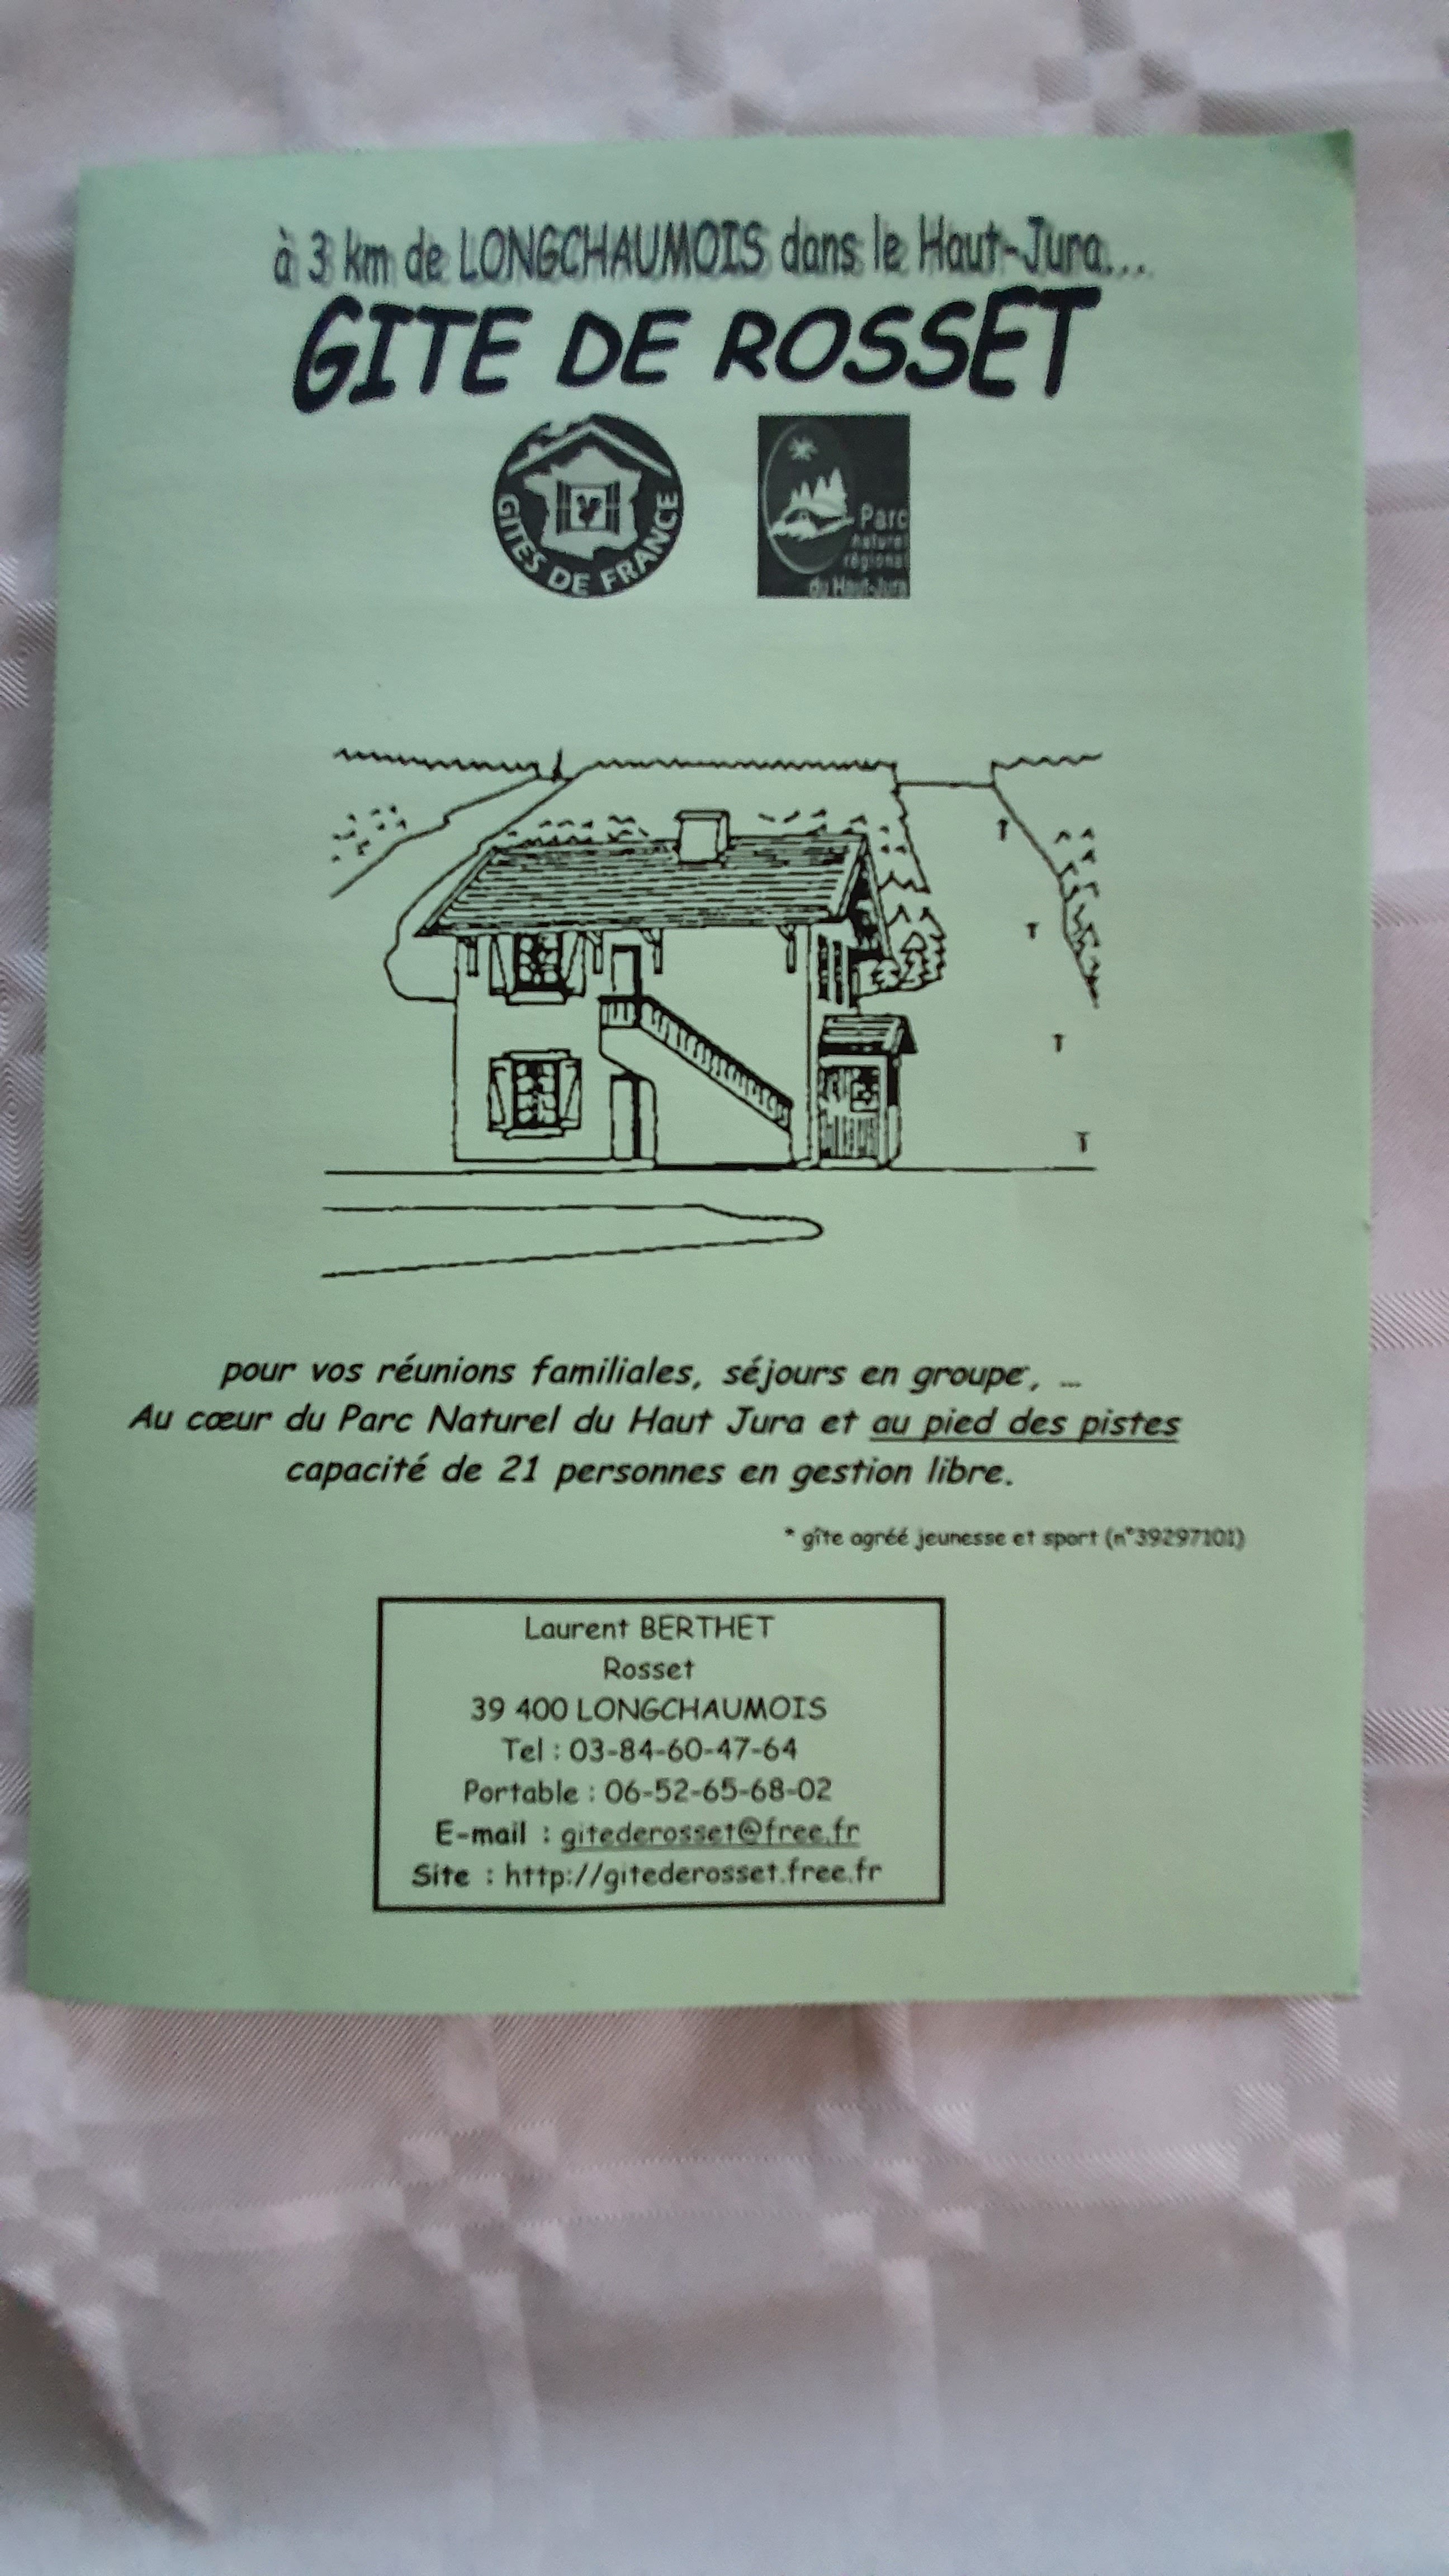 à 3 km de LONGCHAUMOIS dans le Haut-Jura...
GITE DE ROSSET
GITES DE FRANCE
Parc
naturel
régional
du Haut-Jura
pour vos réunions familiales, séjours en groupe, ...
Au cœur du Parc Naturel du Haut Jura et au pied des pistes
capacité de 21 personnes en gestion libre.
* gîte agréé jeunesse et sport (n°39297101)
Laurent BERTHET
Rosset
39 400 LONGCHAUMOIS
Tel : 03-84-60-47-64
Portable : 06-52-65-68-02
E-mail : gitederosset@free.fr
Site : http://gitederosset.free.fr